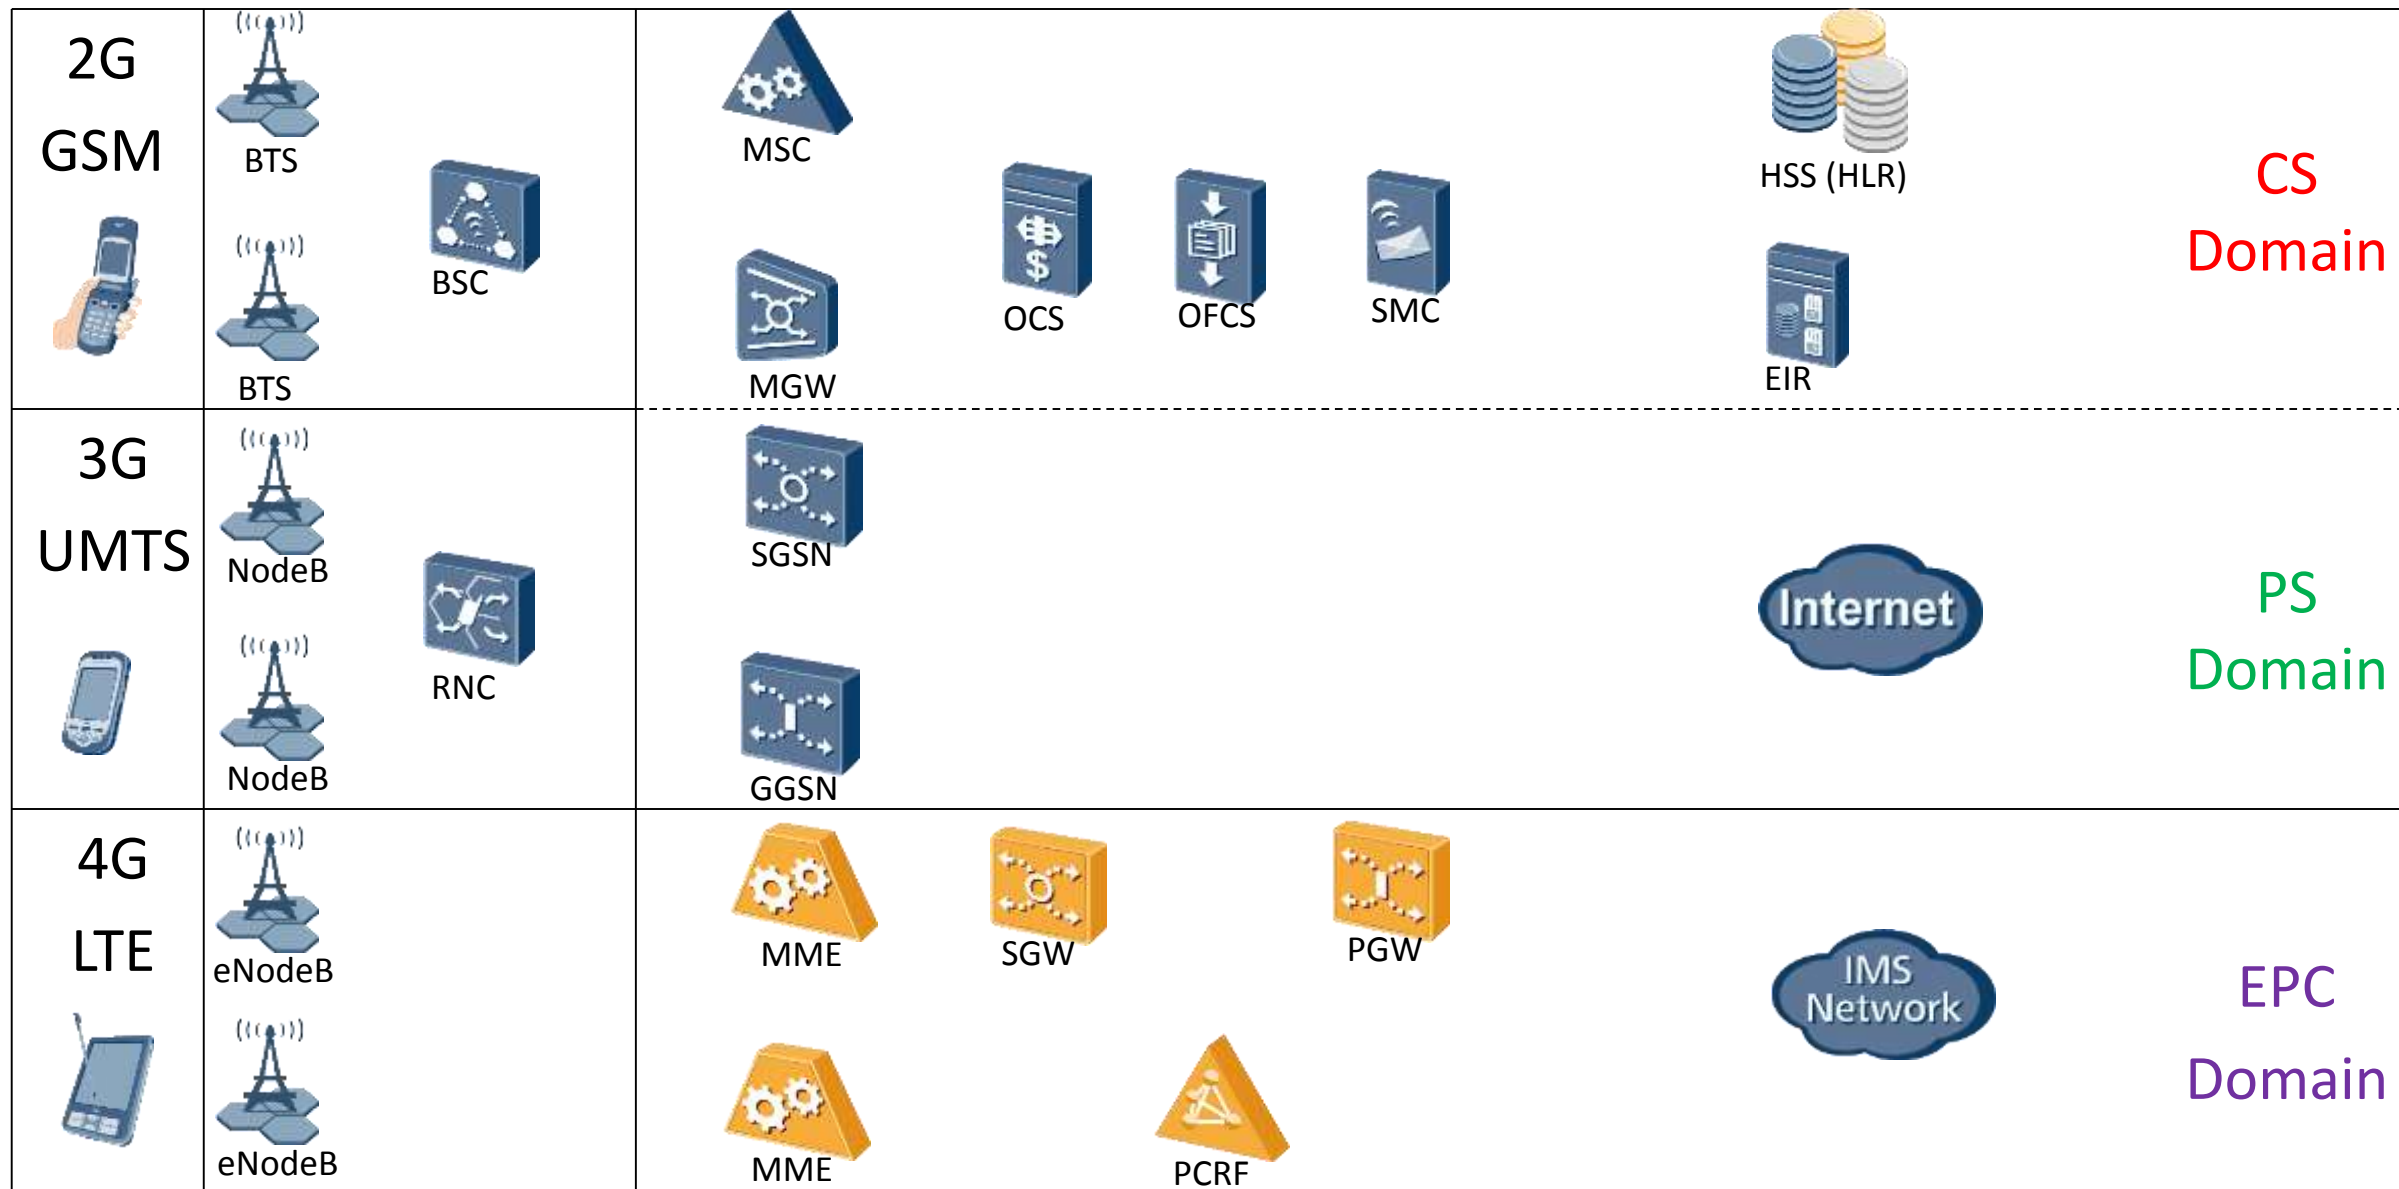 2G
GSM
BTS
BTS
BSC
MSC
MGW
OCS
OFCS
SMC
HSS (HLR)
EIR
CS
Domain
3G
UMTS
NodeB
NodeB
RNC
SGSN
GGSN
Internet
PS
Domain
4G
LTE
eNodeB
eNodeB
MME
SGW
PGW
MME
PCRF
IMS
Network
EPC
Domain